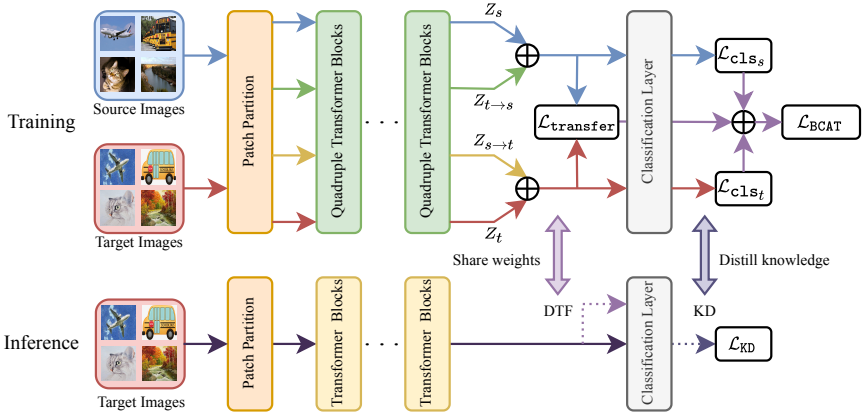 Training
Source Images
Target Images
Patch Partition
Quadruple Transformer Blocks
. . .
Quadruple Transformer Blocks
Z_s
Z_{t→s}
Z_{s→t}
Z_t
ℒ_transfer
Classification Layer
ℒ_cls_s
ℒ_BCAT
ℒ_cls_t
Share weights
Distill knowledge
DTF
KD
Inference
Target Images
Patch Partition
Transformer Blocks
. . .
Transformer Blocks
Classification Layer
ℒ_KD